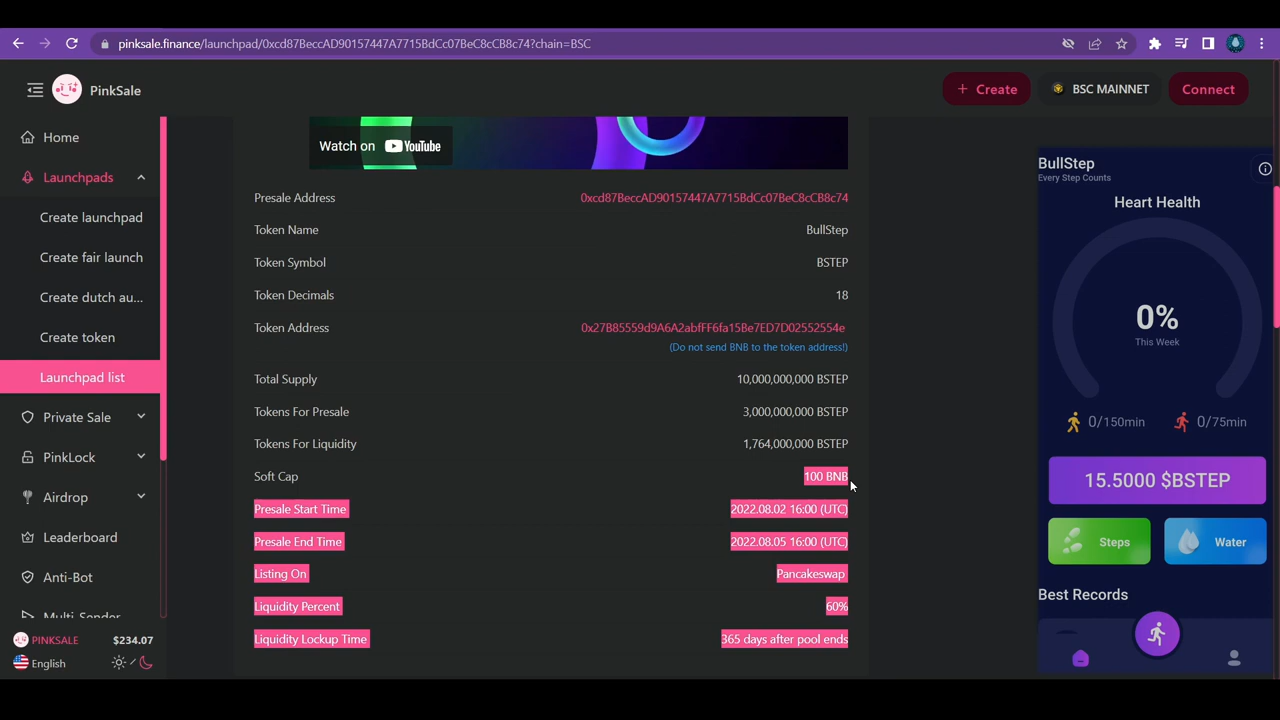 pinksale.finance/launchpad/0xcd87BeccAD90157447A7715BdCc07BeC8cCB8c74?chain=BSC
PinkSale
+ Create
BSC MAINNET
Connect
Home
Launchpads
Create launchpad
Create fair launch
Create dutch au...
Create token
Launchpad list
Private Sale
PinkLock
Airdrop
Leaderboard
Anti-Bot
Multi-Sender
PINKSALE $234.07
English
/
Watch on YouTube
Presale Address 0xcd87BeccAD90157447A7715BdCc07BeC8cCB8c74
Token Name BullStep
Token Symbol BSTEP
Token Decimals 18
Token Address 0x27B85559d9A6A2abfFF6fa15Be7ED7D02552554e
(Do not send BNB to the token address!)
Total Supply 10,000,000,000 BSTEP
Tokens For Presale 3,000,000,000 BSTEP
Tokens For Liquidity 1,764,000,000 BSTEP
Soft Cap 100 BNB
Presale Start Time 2022.08.02 16:00 (UTC)
Presale End Time 2022.08.05 16:00 (UTC)
Listing On Pancakeswap
Liquidity Percent 60%
Liquidity Lockup Time 365 days after pool ends
BullStep
Every Step Counts
Heart Health
0%
This Week
0/150min 0/75min
15.5000 $BSTEP
Steps Water
Best Records